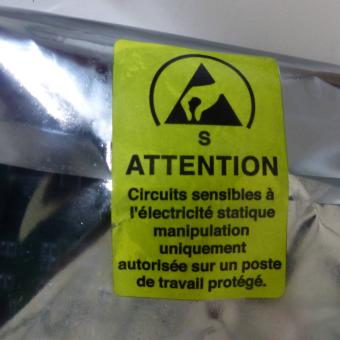 S
ATTENTION
Circuits sensibles à
l'électricité statique
manipulation
uniquement
autorisée sur un poste
de travail protégé.